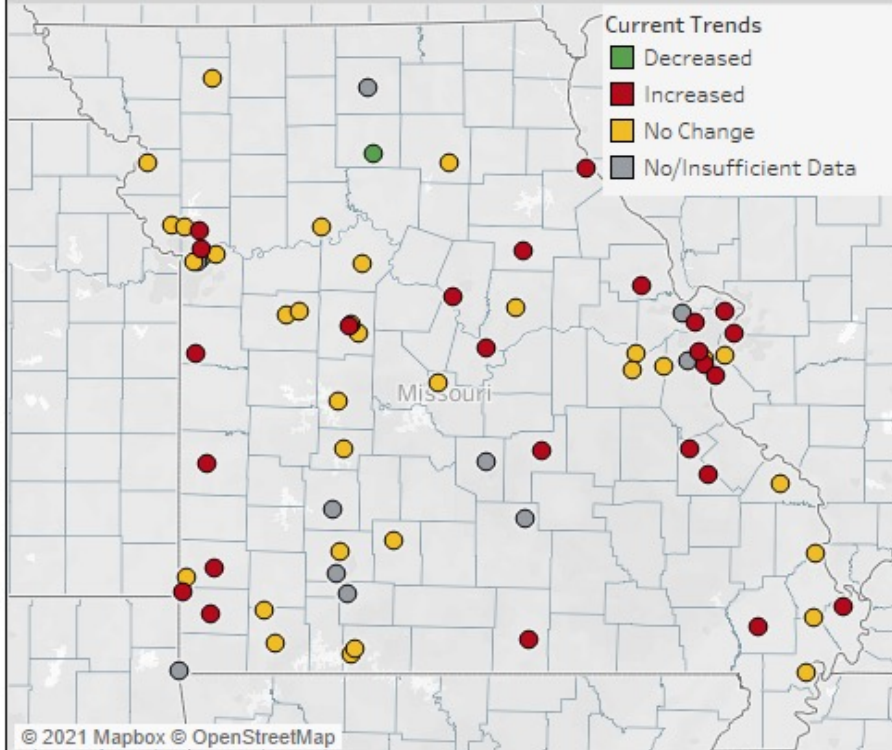 Current Trends
Decreased
Increased
No Change
No/Insufficient Data
Missouri
© 2021 Mapbox © OpenStreetMap